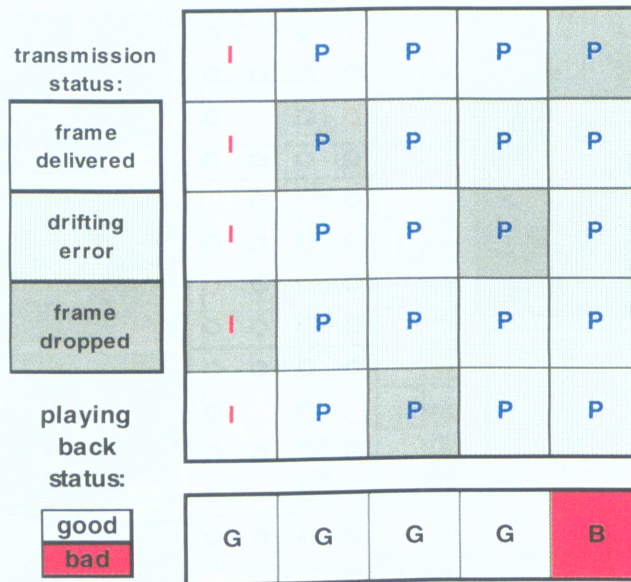 transmission
status:
frame
delivered
drifting
error
frame
dropped
playing
back
status:
good
bad
I P P P P
I P P P P
I P P P P
I P P P P
I P P P P
G G G G B